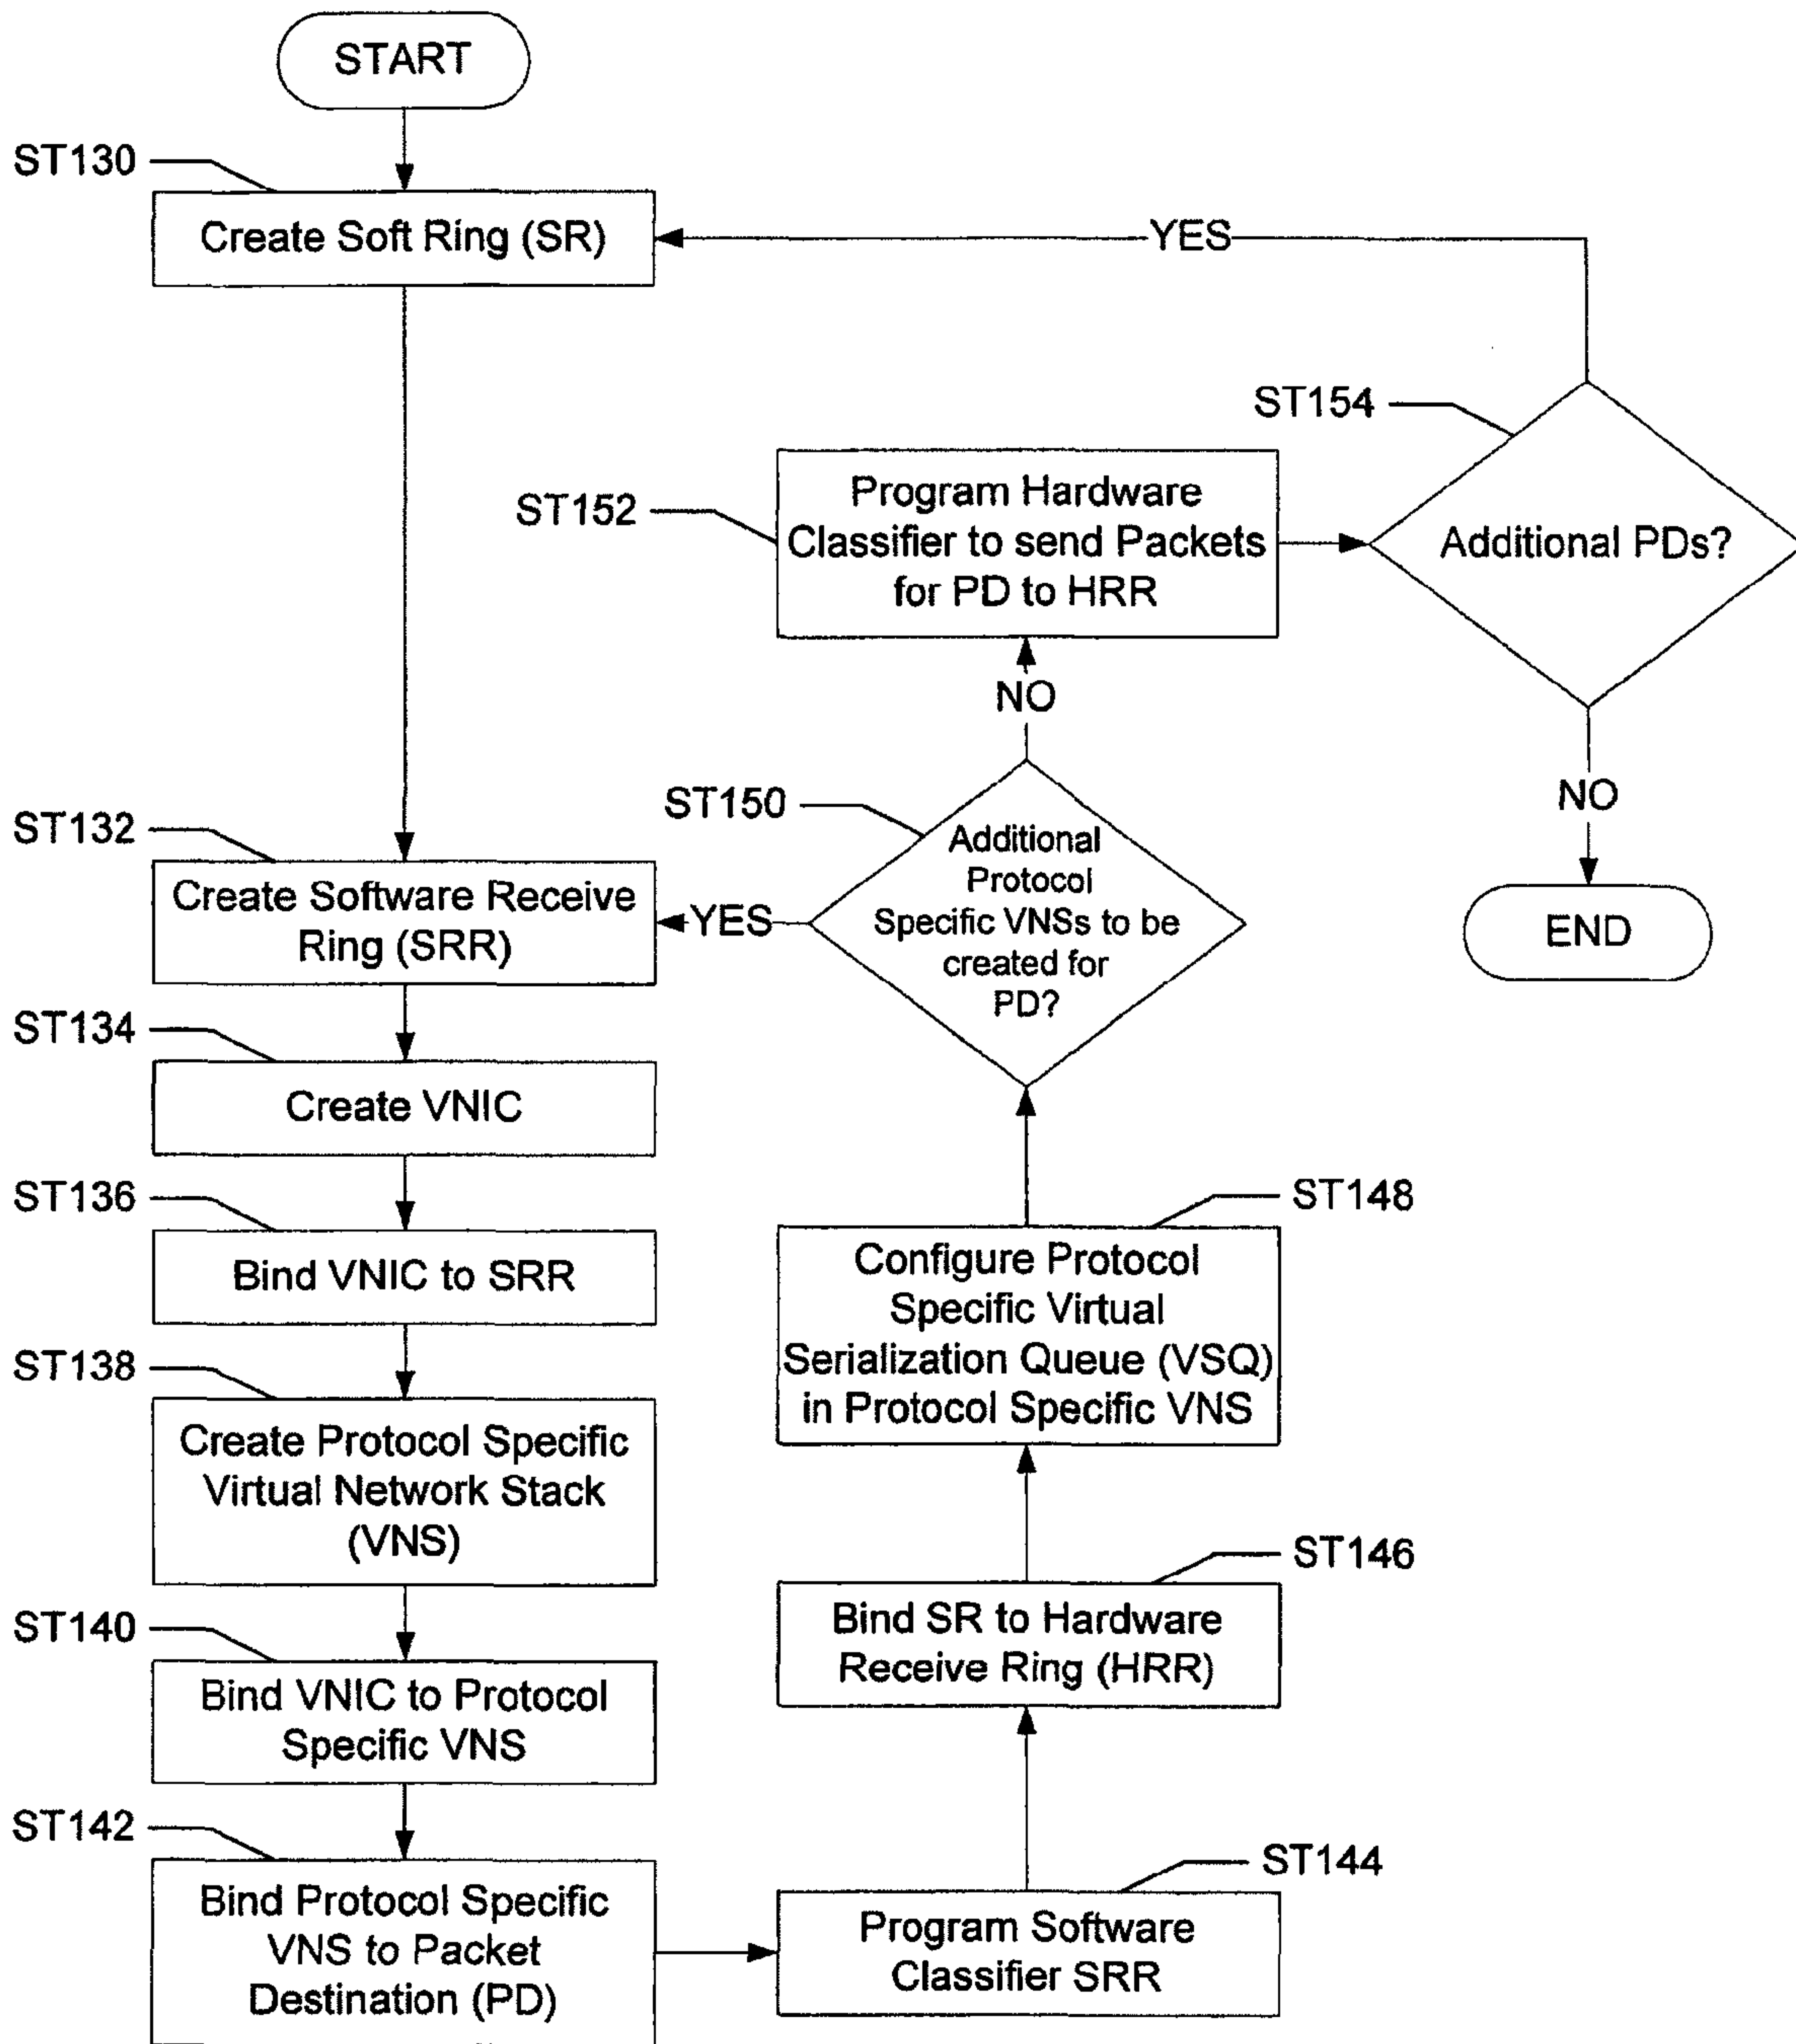 START
ST130
Create Soft Ring (SR)
YES
ST154
Additional PDs?
NO
END
ST152
Program Hardware
Classifier to send Packets
for PD to HRR
NO
ST150
Additional
Protocol
Specific VNSs to be
created for
PD?
YES
ST132
Create Software Receive
Ring (SRR)
ST134
Create VNIC
ST136
Bind VNIC to SRR
ST138
Create Protocol Specific
Virtual Network Stack
(VNS)
ST140
Bind VNIC to Protocol
Specific VNS
ST142
Bind Protocol Specific
VNS to Packet
Destination (PD)
ST144
Program Software
Classifier SRR
ST146
Bind SR to Hardware
Receive Ring (HRR)
ST148
Configure Protocol
Specific Virtual
Serialization Queue (VSQ)
in Protocol Specific VNS